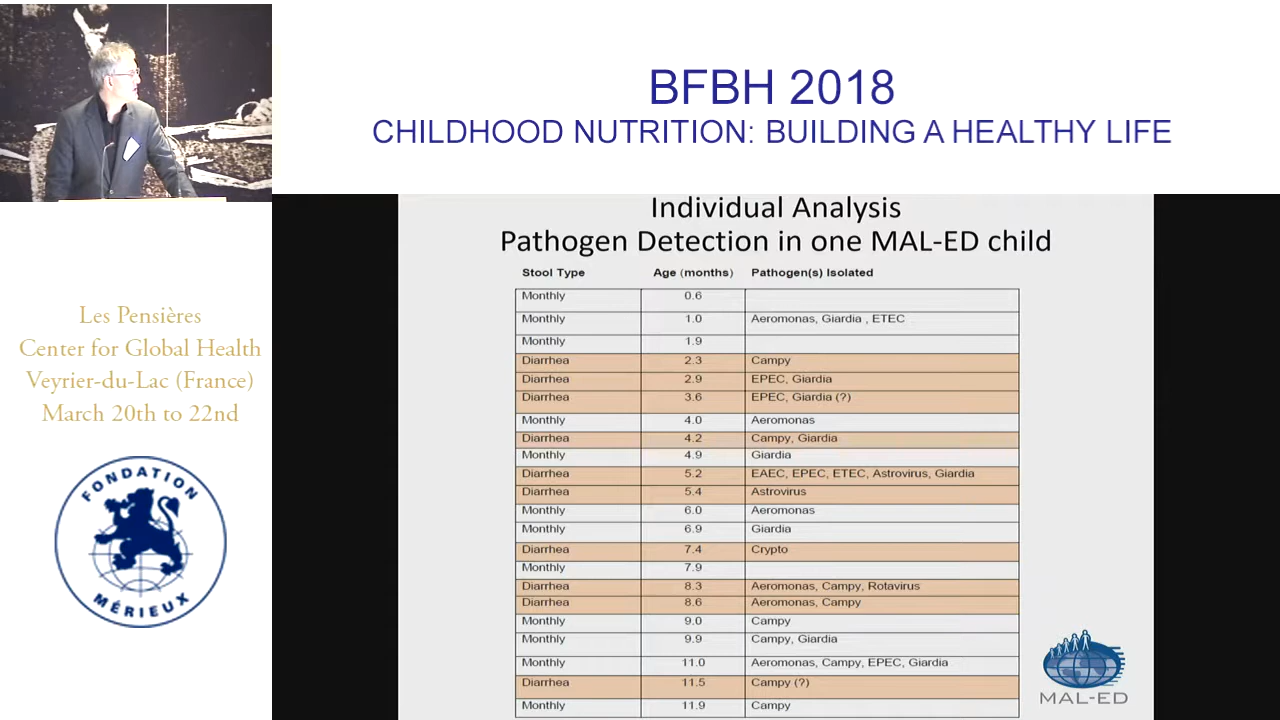 BFBH 2018
CHILDHOOD NUTRITION: BUILDING A HEALTHY LIFE
Les Pensières
Center for Global Health
Veyrier-du-Lac (France)
March 20th to 22nd
FONDATION
MÉRIEUX
Individual Analysis
Pathogen Detection in one MAL-ED child
Stool Type Age (months) Pathogen(s) Isolated
Monthly 0.6
Monthly 1.0 Aeromonas, Giardia , ETEC
Monthly 1.9
Diarrhea 2.3 Campy
Diarrhea 2.9 EPEC, Giardia
Diarrhea 3.6 EPEC, Giardia (?)
Monthly 4.0 Aeromonas
Diarrhea 4.2 Campy, Giardia
Monthly 4.9 Giardia
Diarrhea 5.2 EAEC, EPEC, ETEC, Astrovirus, Giardia
Diarrhea 5.4 Astrovirus
Monthly 6.0 Aeromonas
Monthly 6.9 Giardia
Diarrhea 7.4 Crypto
Monthly 7.9
Diarrhea 8.3 Aeromonas, Campy, Rotavirus
Diarrhea 8.6 Aeromonas, Campy
Monthly 9.0 Campy
Monthly 9.9 Campy, Giardia
Monthly 11.0 Aeromonas, Campy, EPEC, Giardia
Diarrhea 11.5 Campy (?)
Monthly 11.9 Campy
MAL-ED